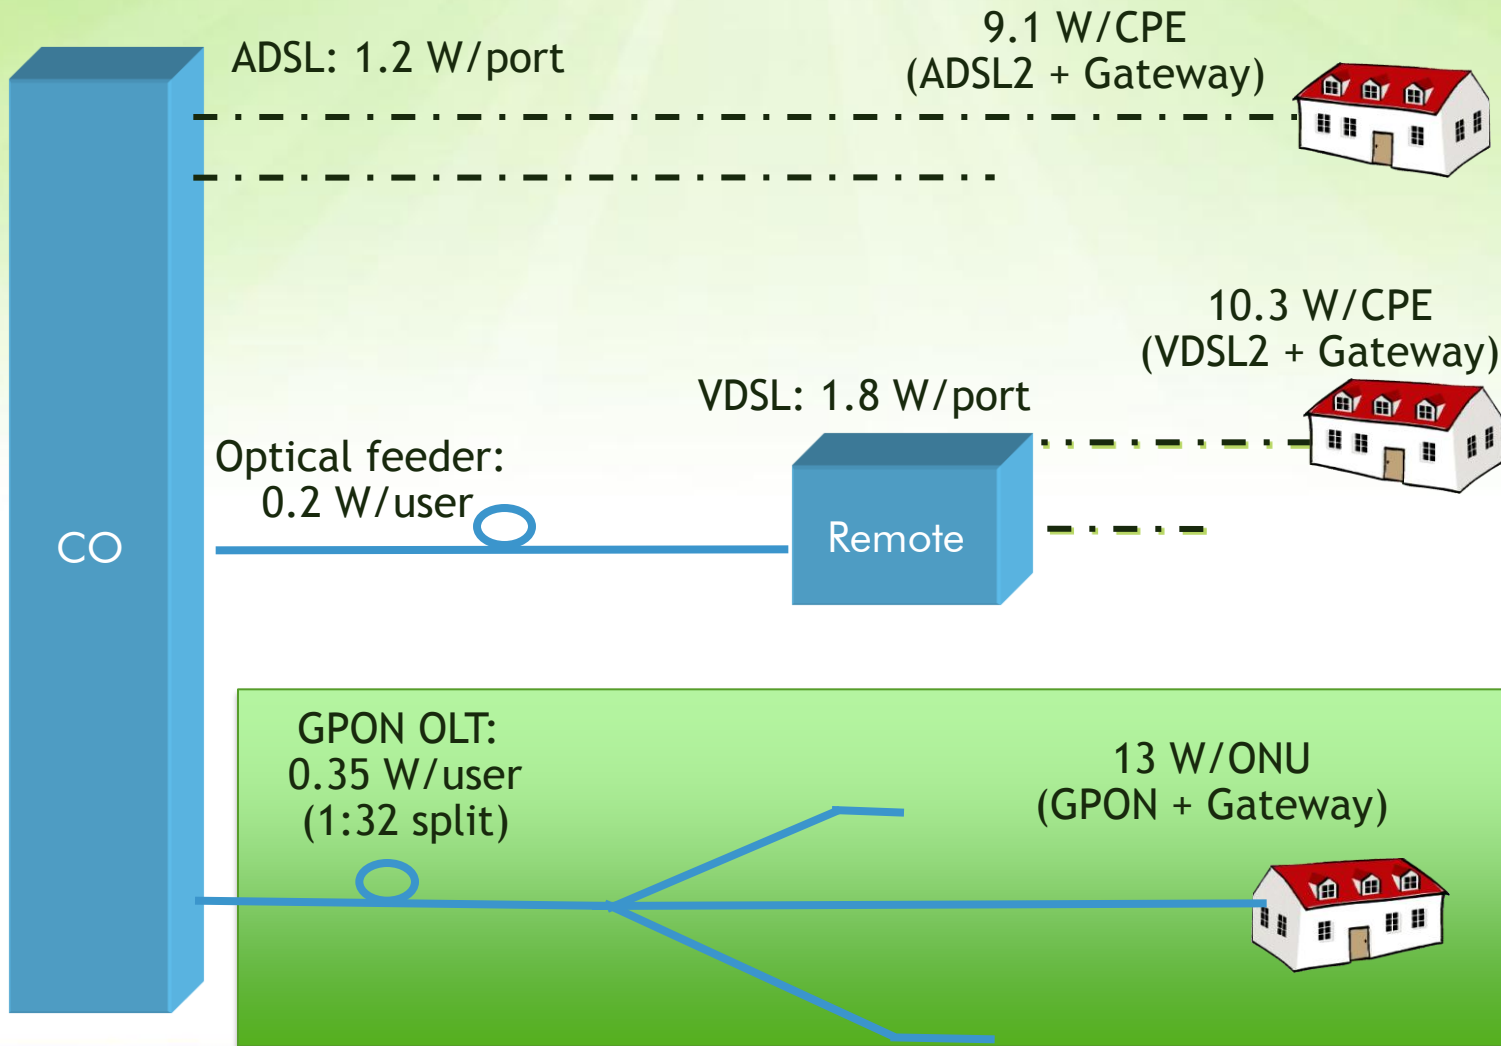 ADSL: 1.2 W/port
9.1 W/CPE
(ADSL2 + Gateway)
10.3 W/CPE
(VDSL2 + Gateway)
VDSL: 1.8 W/port
Optical feeder:
0.2 W/user
CO
Remote
GPON OLT:
0.35 W/user
(1:32 split)
13 W/ONU
(GPON + Gateway)